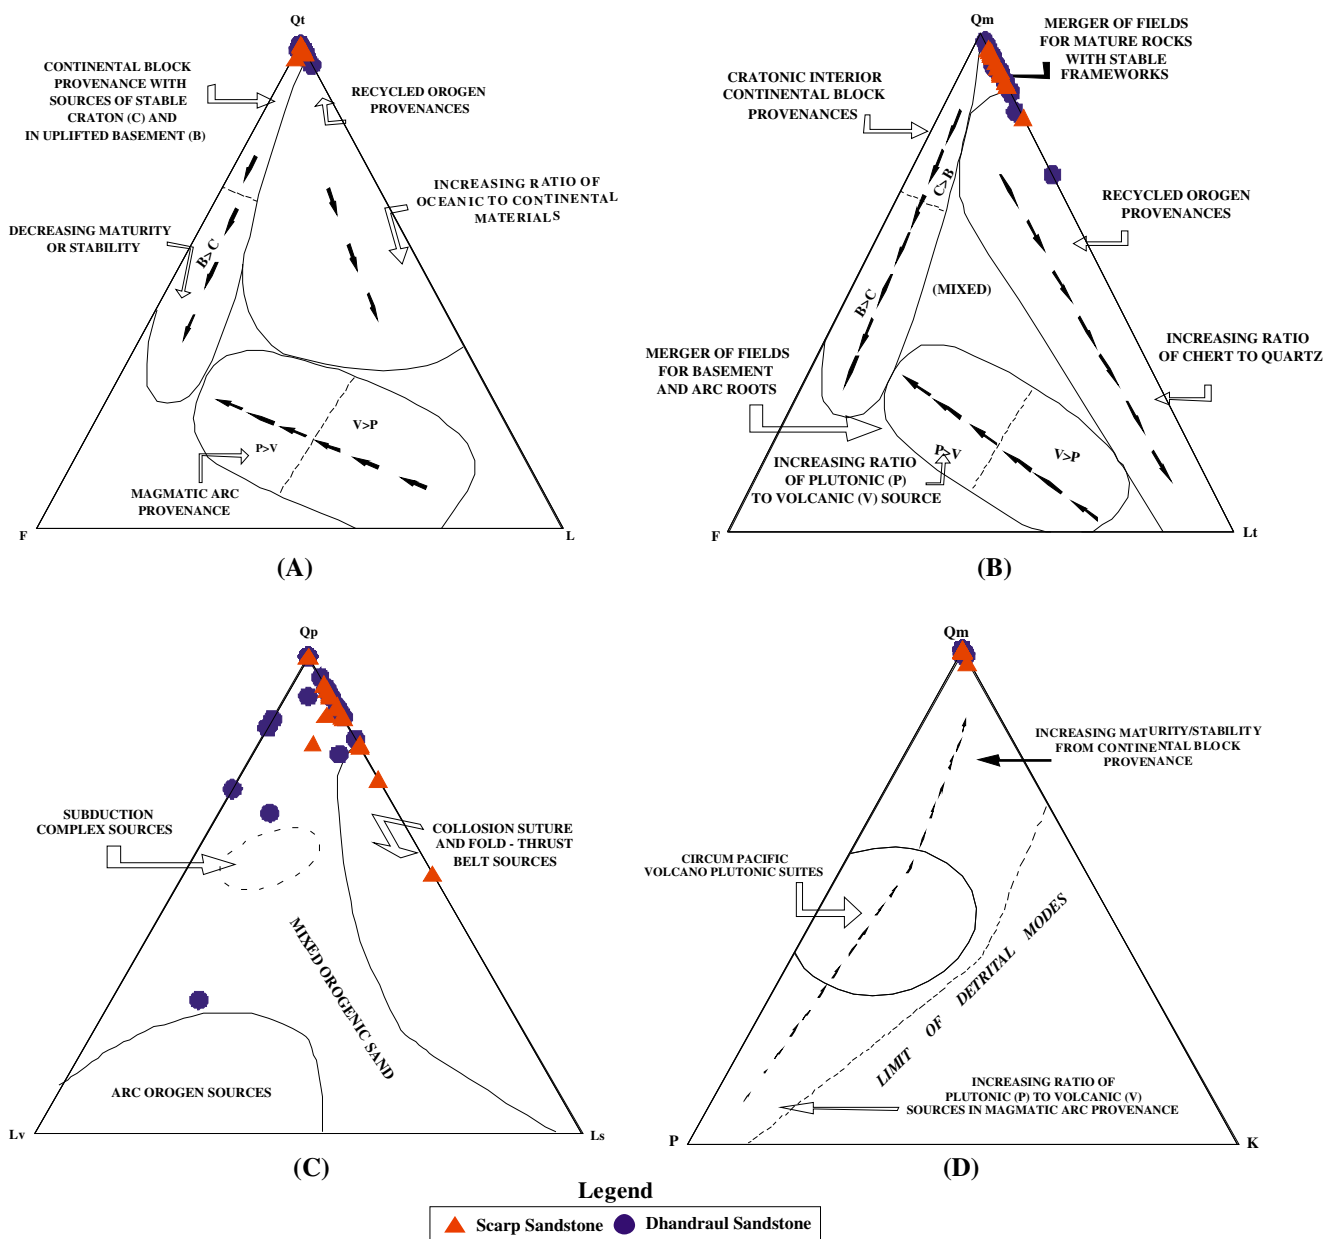 Qt
CONTINENTAL BLOCK
PROVENANCE WITH
SOURCES OF STABLE
CRATON (C) AND
IN UPLIFTED BASEMENT (B)
RECYCLED OROGEN
PROVENANCES
INCREASING RATIO OF
OCEANIC TO CONTINENTAL
MATERIALS
DECREASING MATURITY
OR STABILITY
B>C
V>P
P>V
MAGMATIC ARC
PROVENANCE
F
L
(A)
Qm
MERGER OF FIELDS
FOR MATURE ROCKS
WITH STABLE
FRAMEWORKS
CRATONIC INTERIOR
CONTINENTAL BLOCK
PROVENANCES
C>B
RECYCLED OROGEN
PROVENANCES
(MIXED)
B>C
MERGER OF FIELDS
FOR BASEMENT
AND ARC ROOTS
INCREASING RATIO
OF CHERT TO QUARTZ
P>V
V>P
INCREASING RATIO
OF PLUTONIC (P)
TO VOLCANIC (V) SOURCE
F
Lt
(B)
Qp
SUBDUCTION
COMPLEX SOURCES
COLLOSION SUTURE
AND FOLD - THRUST
BELT SOURCES
MIXED OROGENIC SAND
ARC OROGEN SOURCES
Lv
Ls
(C)
Qm
INCREASING MATURITY/STABILITY
FROM CONTINENTAL BLOCK
PROVENANCE
CIRCUM PACIFIC
VOLCANO PLUTONIC SUITES
LIMIT OF DETRITAL MODES
INCREASING RATIO OF
PLUTONIC (P) TO VOLCANIC (V)
SOURCES IN MAGMATIC ARC PROVENANCE
P
K
(D)
Legend
Scarp Sandstone
Dhandraul Sandstone